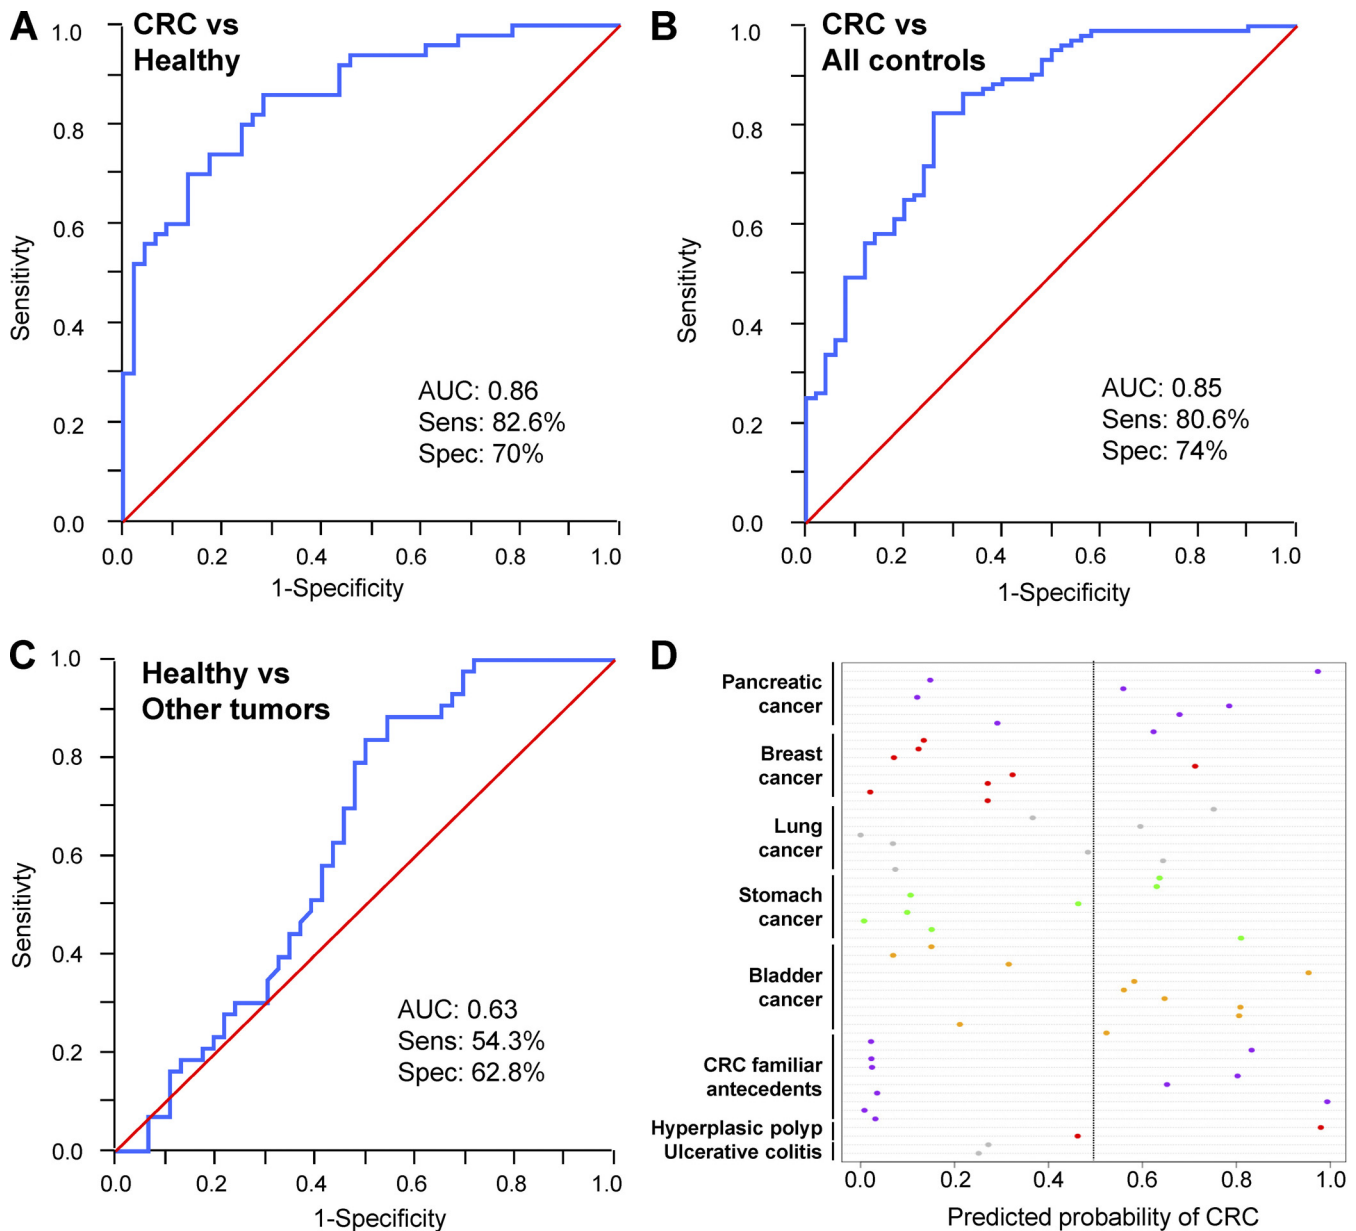 A
CRC vs
Healthy
1.0
0.8
0.6
0.4
0.2
0.0
Sensitivty
AUC: 0.86
Sens: 82.6%
Spec: 70%
0.0 0.2 0.4 0.6 0.8 1.0
1-Specificity
B
CRC vs
All controls
1.0
0.8
0.6
0.4
0.2
0.0
Sensitivty
AUC: 0.85
Sens: 80.6%
Spec: 74%
0.0 0.2 0.4 0.6 0.8 1.0
1-Specificity
C
Healthy vs
Other tumors
1.0
0.8
0.6
0.4
0.2
0.0
Sensitivty
AUC: 0.63
Sens: 54.3%
Spec: 62.8%
0.2 0.4 0.6 0.8 1.0
1-Specificity
D
Pancreatic
cancer
Breast
cancer
Lung
cancer
Stomach
cancer
Bladder
cancer
CRC familiar
antecedents
Hyperplasic polyp
Ulcerative colitis
0.0 0.2 0.4 0.6 0.8 1.0
Predicted probability of CRC